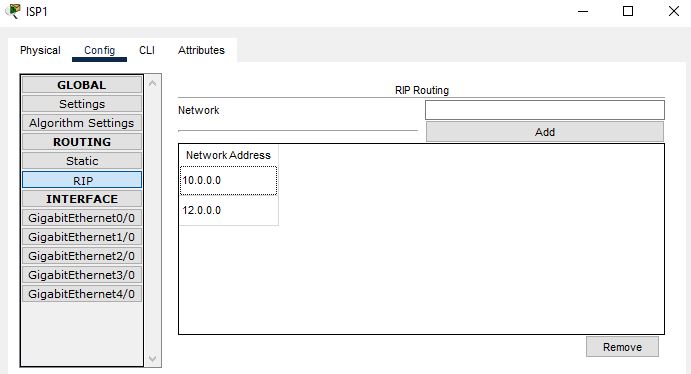 ISP1
Physical Config CLI Attributes
GLOBAL
Settings
Algorithm Settings
ROUTING
Static
RIP
INTERFACE
GigabitEthernet0/0
GigabitEthernet1/0
GigabitEthernet2/0
GigabitEthernet3/0
GigabitEthernet4/0
RIP Routing
Network
Add
Network Address
10.0.0.0
12.0.0.0
Remove